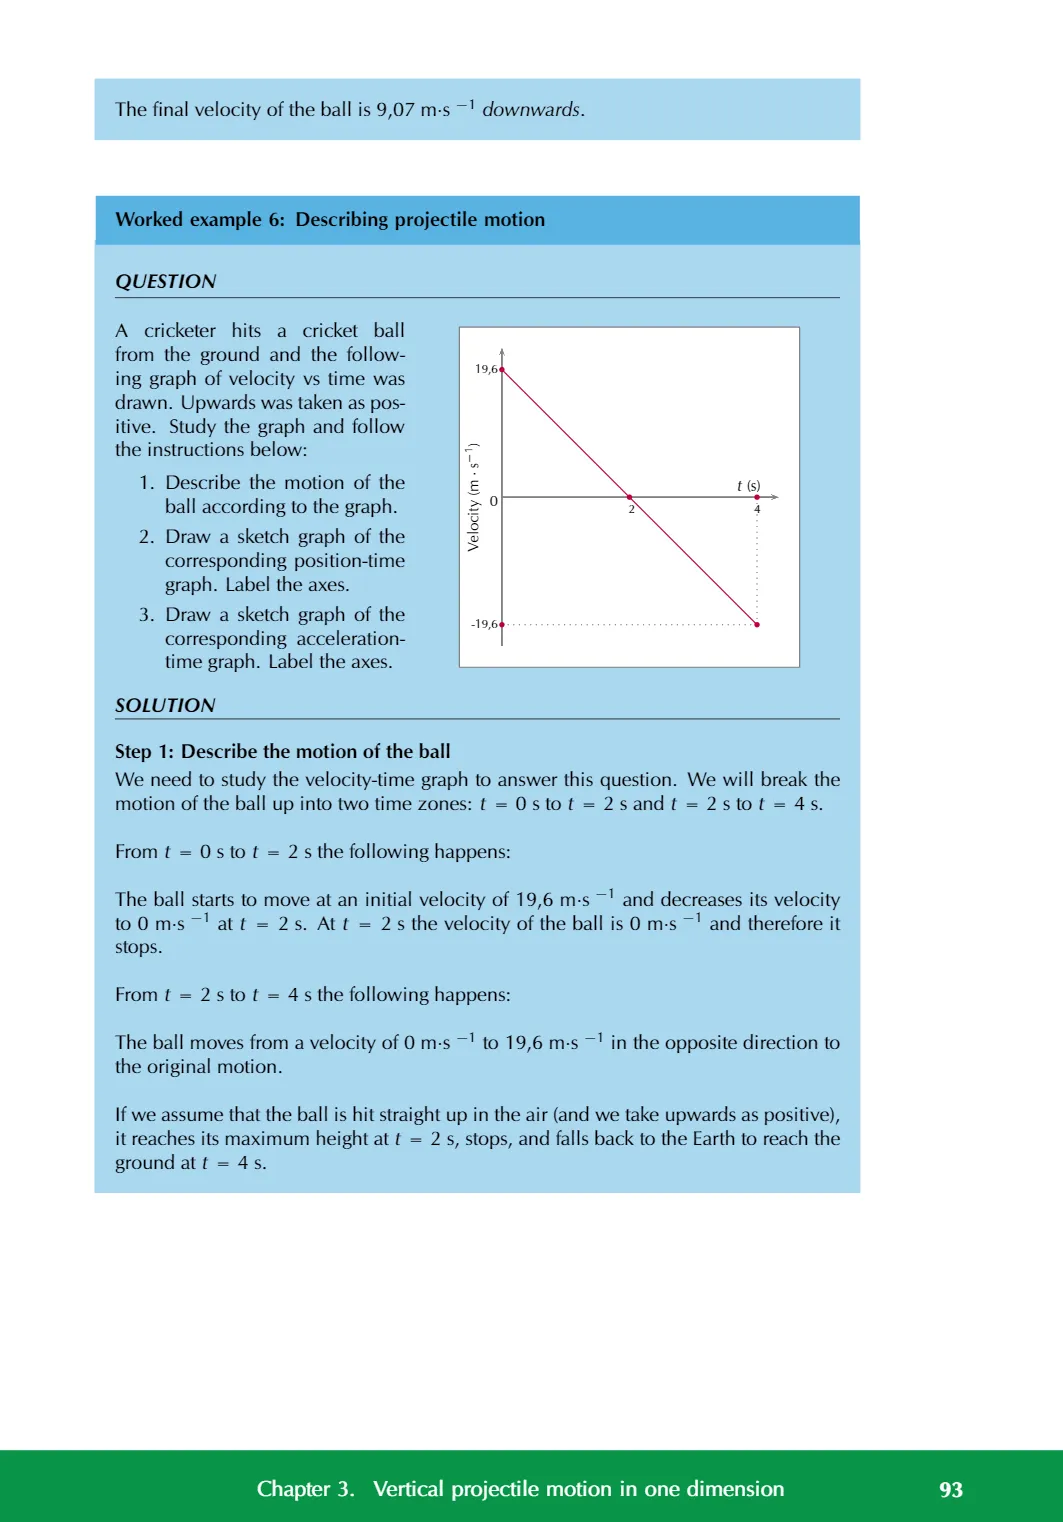 The final velocity of the ball is 9,07 m·s −1 downwards.
Worked example 6: Describing projectile motion
QUESTION
A cricketer hits a cricket ball
from the ground and the follow-
ing graph of velocity vs time was
drawn. Upwards was taken as pos-
itive. Study the graph and follow
the instructions below:
1. Describe the motion of the
ball according to the graph.
2. Draw a sketch graph of the
corresponding position-time
graph. Label the axes.
3. Draw a sketch graph of the
corresponding acceleration-
time graph. Label the axes.
19,6
Velocity (m · s−1)
0
t (s)
2
4
-19,6
SOLUTION
Step 1: Describe the motion of the ball
We need to study the velocity-time graph to answer this question. We will break the
motion of the ball up into two time zones: t = 0 s to t = 2 s and t = 2 s to t = 4 s.
From t = 0 s to t = 2 s the following happens:
The ball starts to move at an initial velocity of 19,6 m·s −1 and decreases its velocity
to 0 m·s −1 at t = 2 s. At t = 2 s the velocity of the ball is 0 m·s −1 and therefore it
stops.
From t = 2 s to t = 4 s the following happens:
The ball moves from a velocity of 0 m·s −1 to 19,6 m·s −1 in the opposite direction to
the original motion.
If we assume that the ball is hit straight up in the air (and we take upwards as positive),
it reaches its maximum height at t = 2 s, stops, and falls back to the Earth to reach the
ground at t = 4 s.
Chapter 3. Vertical projectile motion in one dimension 93